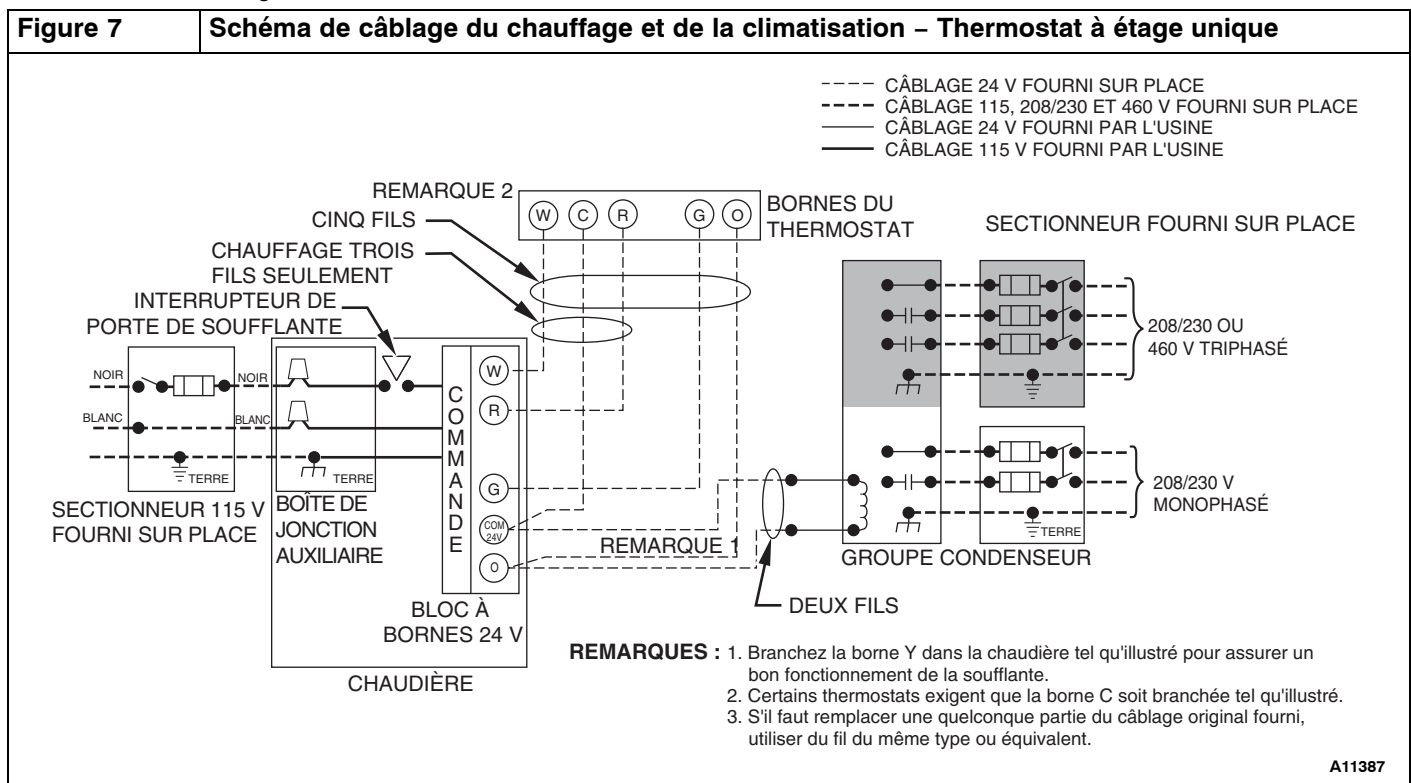 Figure 7
Schéma de câblage du chauffage et de la climatisation – Thermostat à étage unique
CÂBLAGE 24 V FOURNI SUR PLACE
CÂBLAGE 115, 208/230 ET 460 V FOURNI SUR PLACE
CÂBLAGE 24 V FOURNI PAR L'USINE
CÂBLAGE 115 V FOURNI PAR L'USINE
REMARQUE 2
W C R G O
BORNES DU
THERMOSTAT
CINQ FILS
CHAUFFAGE TROIS
FILS SEULEMENT
INTERRUPTEUR DE
PORTE DE SOUFFLANTE
SECTIONNEUR FOURNI SUR PLACE
208/230 OU
460 V TRIPHASÉ
NOIR
NOIR
BLANC
BLANC
TERRE
TERRE
SECTIONNEUR 115 V
FOURNI SUR PLACE
BOÎTE DE
JONCTION
AUXILIAIRE
COMMANDE
W
R
G
COM
24V
O
BLOC À
BORNES 24 V
CHAUDIÈRE
REMARQUE 1
208/230 V
MONOPHASÉ
TERRE
GROUPE CONDENSEUR
DEUX FILS
REMARQUES : 1. Branchez la borne Y dans la chaudière tel qu'illustré pour assurer un
bon fonctionnement de la soufflante.
2. Certains thermostats exigent que la borne C soit branchée tel qu'illustré.
3. S'il faut remplacer une quelconque partie du câblage original fourni,
utiliser du fil du même type ou équivalent.
A11387